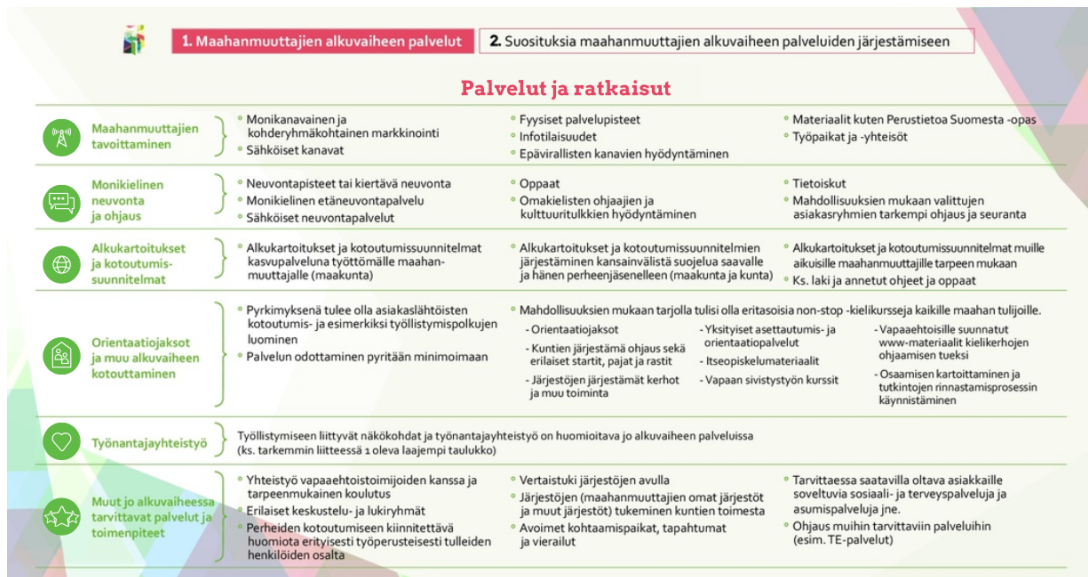 1. Maahanmuuttajien alkuvaiheen palvelut
2. Suosituksia maahanmuuttajien alkuvaiheen palveluiden järjestämiseen
Palvelut ja ratkaisut
Maahanmuuttajien
tavoittaminen
° Monikanavainen ja
kohderyhmäkohtainen markkinointi
° Sähköiset kanavat
° Fyysiset palvelupisteet
° Infotilaisuudet
° Epävirallisten kanavien hyödyntäminen
° Materiaalit kuten Perustietoa Suomesta -opas
° Työpaikat ja -yhteisöt
Monikielinen
neuvonta
ja ohjaus
° Neuvontapisteet tai kiertävä neuvonta
° Monikielinen etäneuvontapalvelu
° Sähköiset neuvontapalvelut
° Oppaat
° Omakielisten ohjaajien ja
kulttuuritulkkien hyödyntäminen
° Tietoiskut
° Mahdollisuuksien mukaan valittujen
asiakasryhmien tarkempi ohjaus ja seuranta
Alkukartoitukset
ja kotoutumis-
suunnitelmat
° Alkukartoitukset ja kotoutumissuunnitelmat
kasvupalveluna työttömälle maahan-
muuttajalle (maakunta)
° Alkukartoitukset ja kotoutumissuunnitelmien
järjestäminen kansainvälistä suojelua saavalle
ja hänen perheenjäsenelleen (maakunta ja kunta)
° Alkukartoitukset ja kotoutumissuunnitelmat muille
aikuisille maahanmuuttajille tarpeen mukaan
° Ks. laki ja annetut ohjeet ja oppaat
Orientaatiojaksot
ja muu alkuvaiheen
kotouttaminen
° Pyrkimyksenä tulee olla asiakaslähtöisten
kotoutumis- ja esimerkiksi työllistymispolkujen
luominen
° Palvelun odottaminen pyritään minimoimaan
° Mahdollisuuksien mukaan tarjolla tulisi olla eritasoisia non-stop -kielikursseja kaikille maahan tulijoille.
- Orientaatiojaksot
- Kuntien järjestämä ohjaus sekä
erilaiset startit, pajat ja rastit
- Järjestöjen järjestämät kerhot
ja muu toiminta
- Yksityiset asettautumis- ja
orientaatiopalvelut
- Itseopiskelumateriaalit
- Vapaan sivistystyön kurssit
- Vapaaehtoisille suunnatut
www-materiaalit kielikerhojen
ohjaamisen tueksi
- Osaamisen kartoittaminen ja
tutkintojen rinnastamisprosessin
käynnistäminen
Työnantajayhteistyö
Työllistymiseen liittyvät näkökohdat ja työnantajayhteistyö on huomioitava jo alkuvaiheen palveluissa
(ks. tarkemmin liitteessä 1 oleva laajempi taulukko)
Muut jo alkuvaiheessa
tarvittavat palvelut ja
toimenpiteet
° Yhteistyö vapaaehtoistoimijoiden kanssa ja
tarpeenmukainen koulutus
° Erilaiset keskustelu- ja lukiryhmät
° Perheiden kotoutumiseen kiinnitettävä
huomiota erityisesti työperusteisesti tulleiden
henkilöiden osalta
° Vertaistuki järjestöjen avulla
° Järjestöjen (maahanmuuttajien omat järjestöt
ja muut järjestöt) tukeminen kuntien toimesta
° Avoimet kohtaamispaikat, tapahtumat
ja vierailut
° Tarvittaessa saatavilla oltava asiakkaille
soveltuvia sosiaali- ja terveyspalveluja ja
asumispalveluja jne.
° Ohjaus muihin tarvittaviin palveluihin
(esim. TE-palvelut)